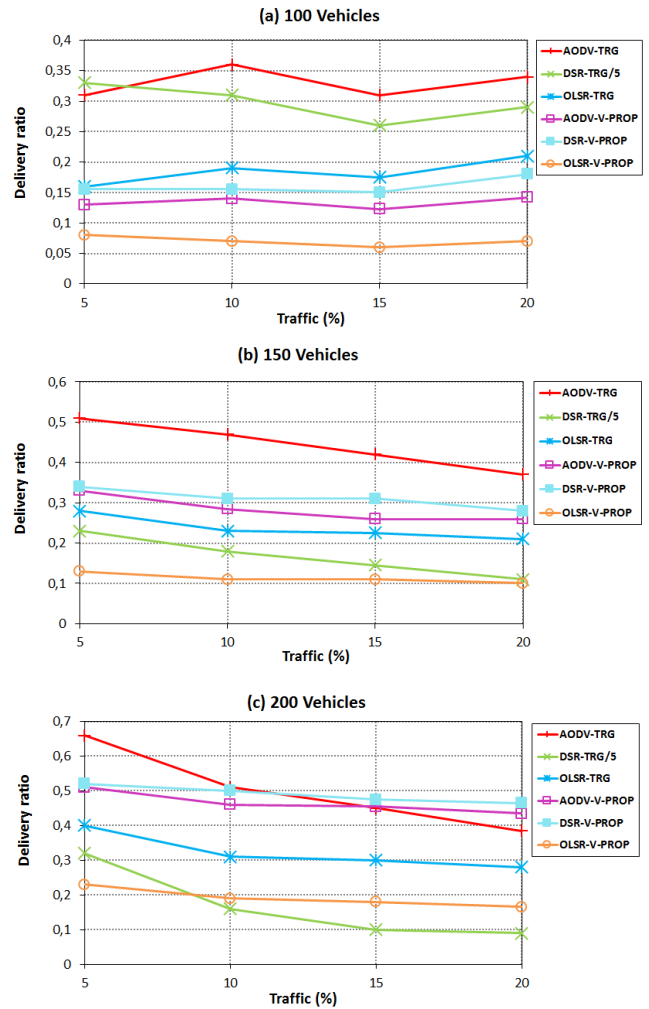 (a) 100 Vehicles
0,4
0,35
0,3
0,25
0,2
0,15
0,1
0,05
0
Delivery ratio
5 10 15 20
Traffic (%)
AODV-TRG
DSR-TRG/5
OLSR-TRG
AODV-V-PROP
DSR-V-PROP
OLSR-V-PROP
(b) 150 Vehicles
0,6
0,5
0,4
0,3
0,2
0,1
0
Delivery ratio
5 10 15 20
Traffic (%)
AODV-TRG
DSR-TRG/5
OLSR-TRG
AODV-V-PROP
DSR-V-PROP
OLSR-V-PROP
(c) 200 Vehicles
0,7
0,6
0,5
0,4
0,3
0,2
0,1
0
Delivery ratio
5 10 15 20
Traffic (%)
AODV-TRG
DSR-TRG/5
OLSR-TRG
AODV-V-PROP
DSR-V-PROP
OLSR-V-PROP